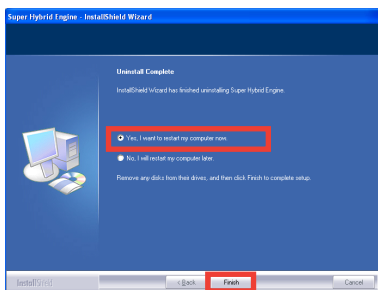 Super Hybrid Engine - InstallShield Wizard
Uninstall Complete
InstallShield Wizard has finished uninstalling Super Hybrid Engine.
Yes, I want to restart my computer now.
No, I will restart my computer later.
Remove any disks from their drives, and then click Finish to complete setup.
InstallShield
< Back
Finish
Cancel